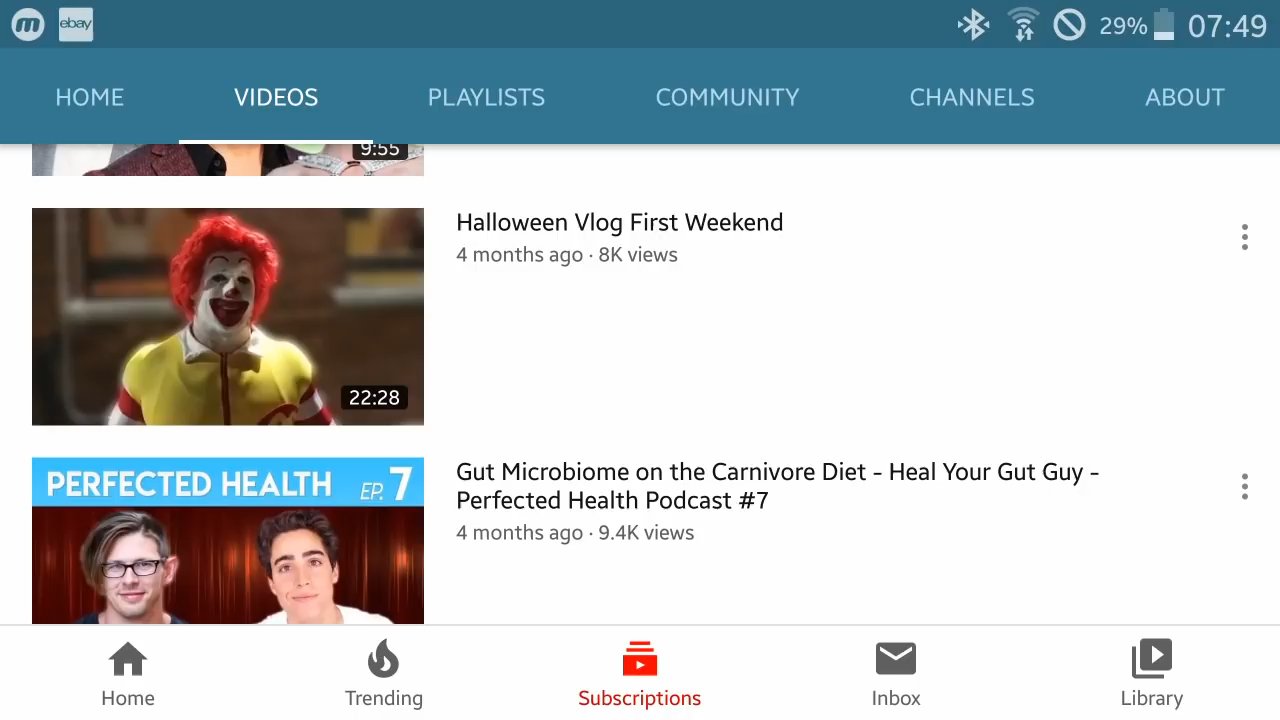 m ebay 29% 07:49
HOME VIDEOS PLAYLISTS COMMUNITY CHANNELS ABOUT
9:55
Halloween Vlog First Weekend
4 months ago · 8K views
22:28
PERFECTED HEALTH EP. 7
Gut Microbiome on the Carnivore Diet - Heal Your Gut Guy -
Perfected Health Podcast #7
4 months ago · 9.4K views
Home Trending Subscriptions Inbox Library